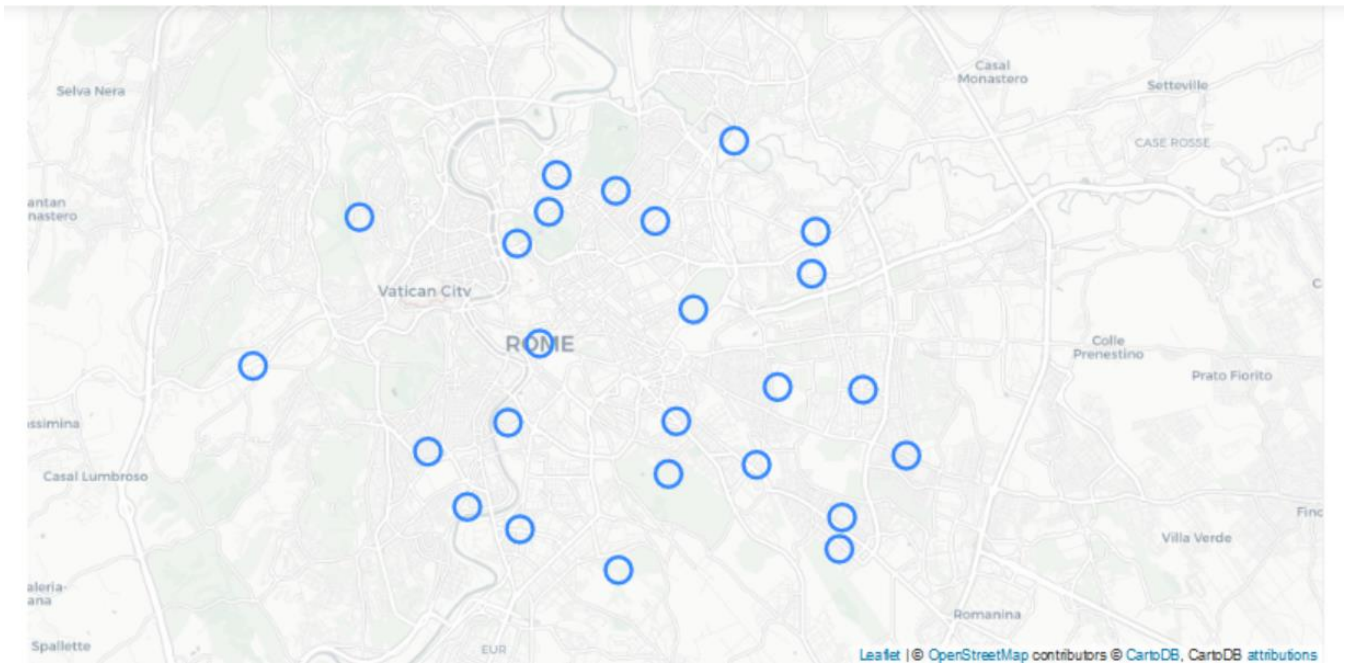 Casal
Monastero
Selva Nera
Setteville
CASE ROSSE
antan
nastero
Vatican City
C
ROME
Colle
Prenestino
Prato Fiorito
ssimina
Casal Lumbroso
Finc
Villa Verde
aleria-
ana
Romanina
Spallette
EUR
Leaflet | © OpenStreetMap contributors © CartoDB, CartoDB attributions